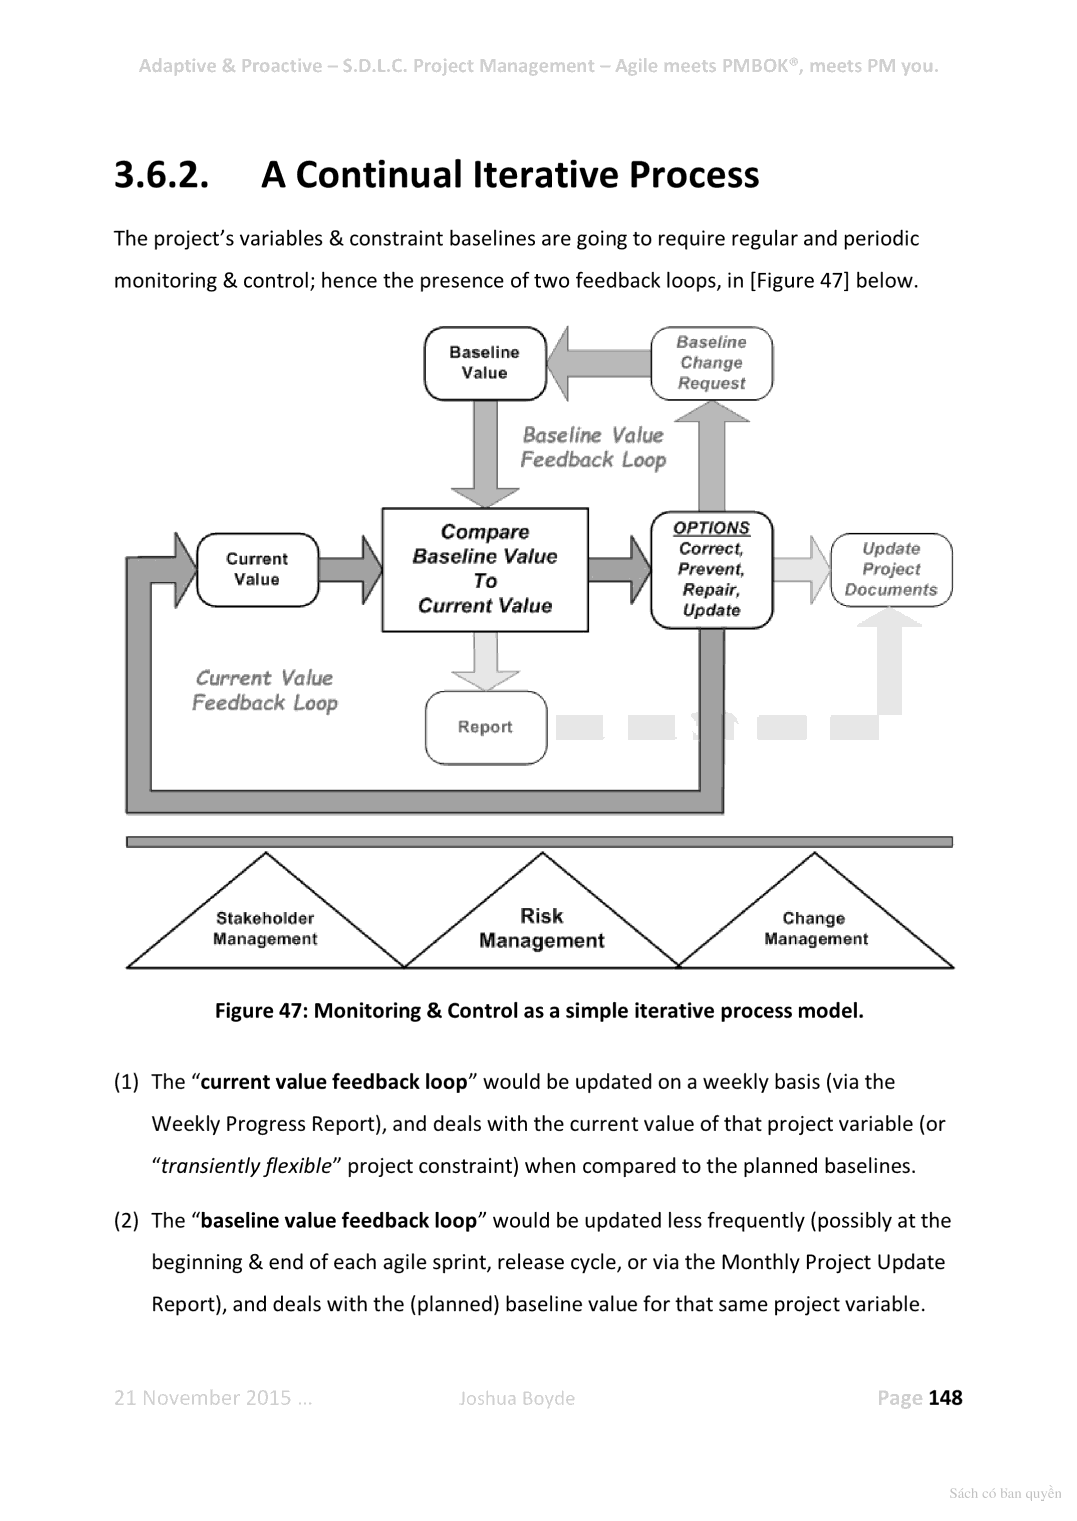 Adaptive & Proactive – S.D.L.C. Project Management – Agile meets PMBOK®, meets PM you.
3.6.2. A Continual Iterative Process
The project’s variables & constraint baselines are going to require regular and periodic
monitoring & control; hence the presence of two feedback loops, in [Figure 47] below.
Baseline
Value
Baseline
Change
Request
Baseline Value
Feedback Loop
Current
Value
Compare
Baseline Value
To
Current Value
OPTIONS
Correct,
Prevent,
Repair,
Update
Update
Project
Documents
Current Value
Feedback Loop
Report
Stakeholder
Management
Risk
Management
Change
Management
Figure 47: Monitoring & Control as a simple iterative process model.
(1) The “current value feedback loop” would be updated on a weekly basis (via the
Weekly Progress Report), and deals with the current value of that project variable (or
“transiently flexible” project constraint) when compared to the planned baselines.
(2) The “baseline value feedback loop” would be updated less frequently (possibly at the
beginning & end of each agile sprint, release cycle, or via the Monthly Project Update
Report), and deals with the (planned) baseline value for that same project variable.
21 November 2015 … Joshua Boyde Page 148
Sách có bản quyền